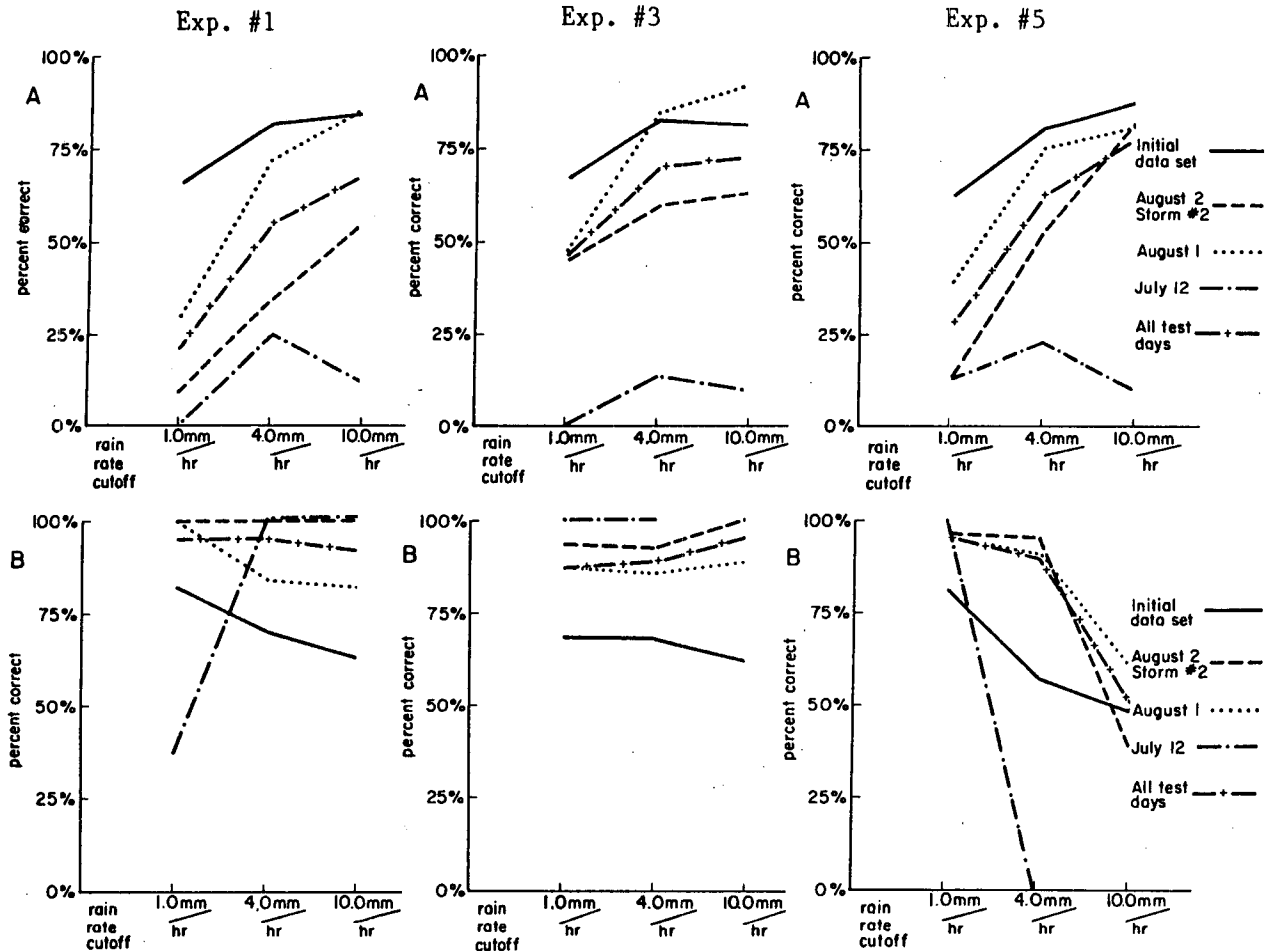 Exp. #1
Exp. #3
Exp. #5
A
percent correct
100%
75%
50%
25%
0%
rain rate cutoff
1.0mm/hr
4.0mm/hr
10.0mm/hr
A
percent correct
100%
75%
50%
25%
0%
rain rate cutoff
1.0mm/hr
4.0mm/hr
10.0mm/hr
A
percent correct
100%
75%
50%
25%
0%
rain rate cutoff
1.0mm/hr
4.0mm/hr
10.0mm/hr
Initial data set
August 2 Storm #2
August 1
July 12
All test days
B
percent correct
100%
75%
50%
25%
0%
rain rate cutoff
1.0mm/hr
4.0mm/hr
10.0mm/hr
B
percent correct
100%
75%
50%
25%
0%
rain rate cutoff
1.0mm/hr
4.0mm/hr
10.0mm/hr
B
percent correct
100%
75%
50%
25%
0%
rain rate cutoff
1.0mm/hr
4.0mm/hr
10.0mm/hr
Initial data set
August 2 Storm #2
August 1
July 12
All test days